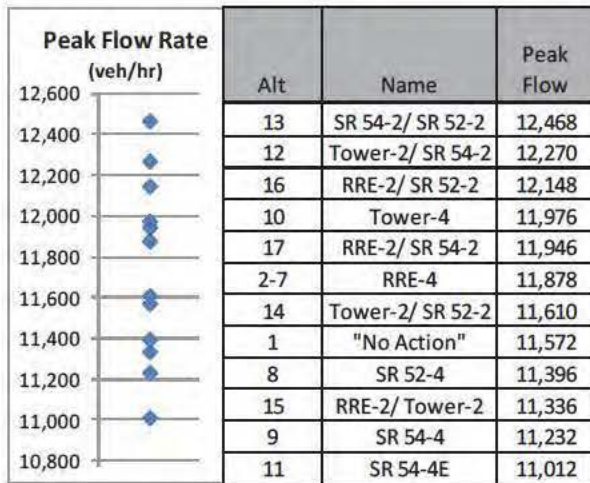 Peak Flow Rate
(veh/hr)
12,600
12,400
12,200
12,000
11,800
11,600
11,400
11,200
11,000
10,800
Alt Name Peak Flow
13 SR 54-2/ SR 52-2 12,468
12 Tower-2/ SR 54-2 12,270
16 RRE-2/ SR 52-2 12,148
10 Tower-4 11,976
17 RRE-2/ SR 54-2 11,946
2-7 RRE-4 11,878
14 Tower-2/ SR 52-2 11,610
1 "No Action" 11,572
8 SR 52-4 11,396
15 RRE-2/ Tower-2 11,336
9 SR 54-4 11,232
11 SR 54-4E 11,012